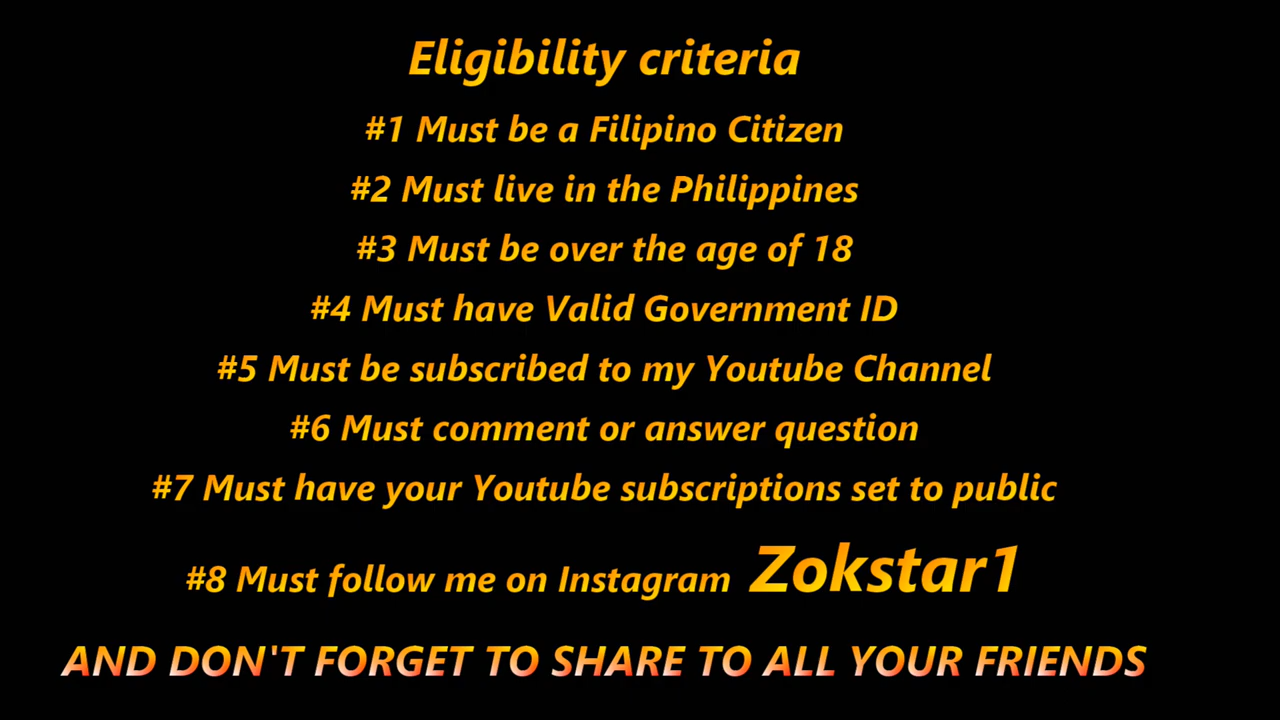 Eligibility criteria
#1 Must be a Filipino Citizen
#2 Must live in the Philippines
#3 Must be over the age of 18
#4 Must have Valid Government ID
#5 Must be subscribed to my Youtube Channel
#6 Must comment or answer question
#7 Must have your Youtube subscriptions set to public
#8 Must follow me on Instagram Zokstar1
AND DON'T FORGET TO SHARE TO ALL YOUR FRIENDS